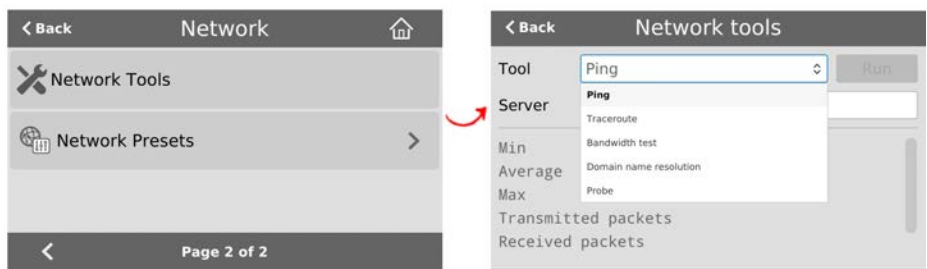 Back
Network
Network Tools
Network Presets
Page 2 of 2
Back
Network tools
Tool
Ping
Run
Server
Ping
Traceroute
Bandwidth test
Domain name resolution
Probe
Min
Average
Max
Transmitted packets
Received packets